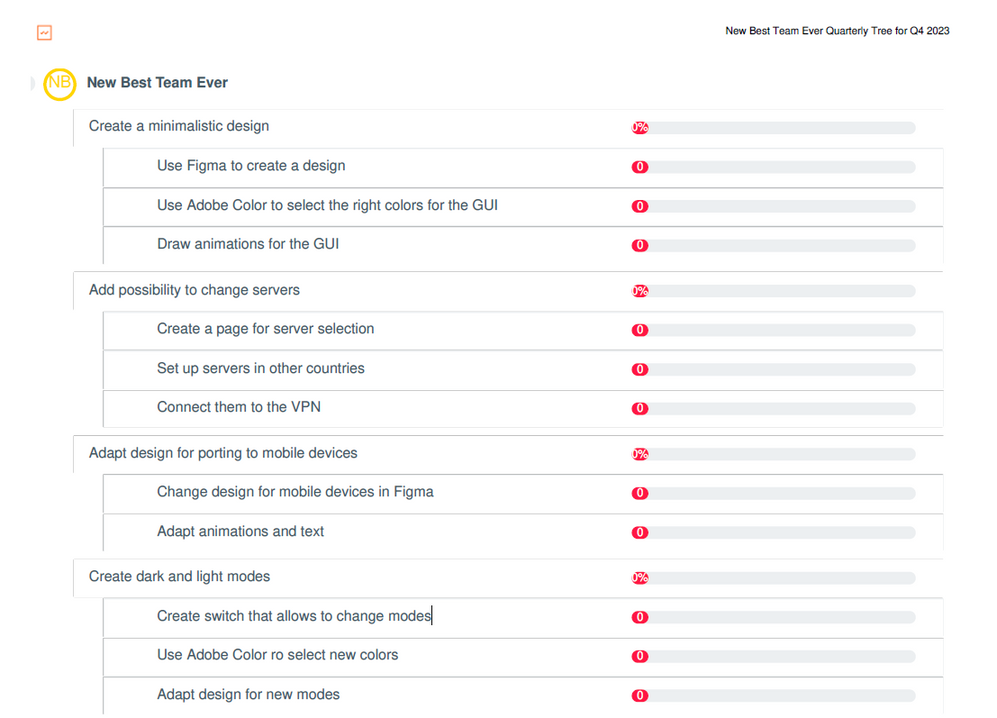 New Best Team Ever Quarterly Tree for Q4 2023
NB
New Best Team Ever
Create a minimalistic design
0%
Use Figma to create a design
0
Use Adobe Color to select the right colors for the GUI
0
Draw animations for the GUI
0
Add possibility to change servers
0%
Create a page for server selection
0
Set up servers in other countries
0
Connect them to the VPN
0
Adapt design for porting to mobile devices
0%
Change design for mobile devices in Figma
0
Adapt animations and text
0
Create dark and light modes
0%
Create switch that allows to change modes
0
Use Adobe Color ro select new colors
0
Adapt design for new modes
0